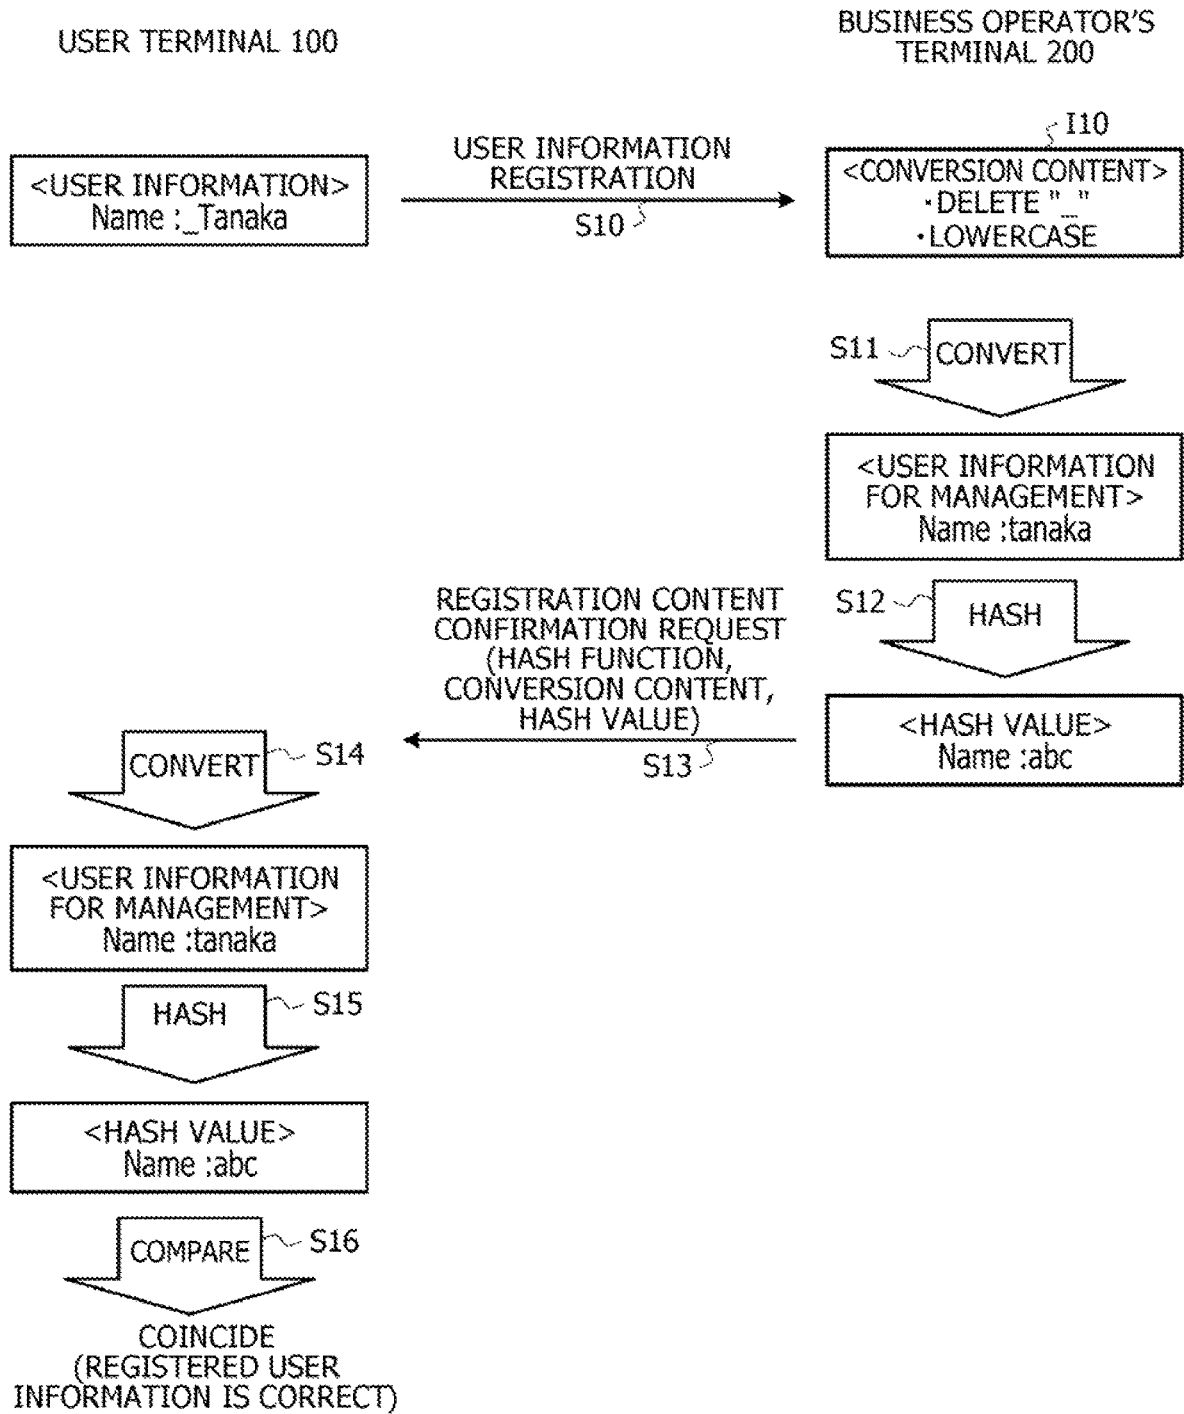 USER TERMINAL 100
BUSINESS OPERATOR'S
TERMINAL 200
I10
<USER INFORMATION>
Name :_Tanaka
USER INFORMATION
REGISTRATION
S10
<CONVERSION CONTENT>
・DELETE "_"
・LOWERCASE
S11
CONVERT
<USER INFORMATION
FOR MANAGEMENT>
Name :tanaka
S12
HASH
REGISTRATION CONTENT
CONFIRMATION REQUEST
(HASH FUNCTION,
CONVERSION CONTENT,
HASH VALUE)
S13
<HASH VALUE>
Name :abc
CONVERT
S14
<USER INFORMATION
FOR MANAGEMENT>
Name :tanaka
HASH
S15
<HASH VALUE>
Name :abc
COMPARE
S16
COINCIDE
(REGISTERED USER
INFORMATION IS CORRECT)